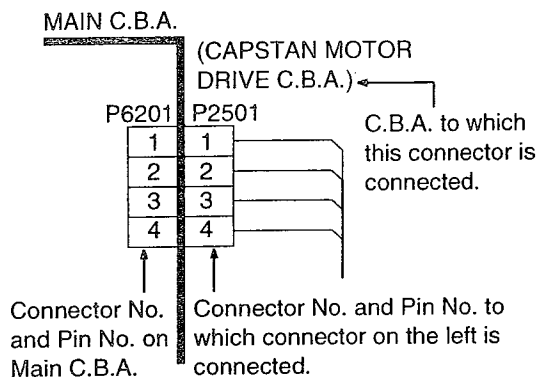 MAIN C.B.A.
(CAPSTAN MOTOR
DRIVE C.B.A.)
P6201 P2501
C.B.A. to which
this connector is
connected.
1 1
2 2
3 3
4 4
Connector No.
and Pin No. on
Main C.B.A.
Connector No. and Pin No. to
which connector on the left is
connected.